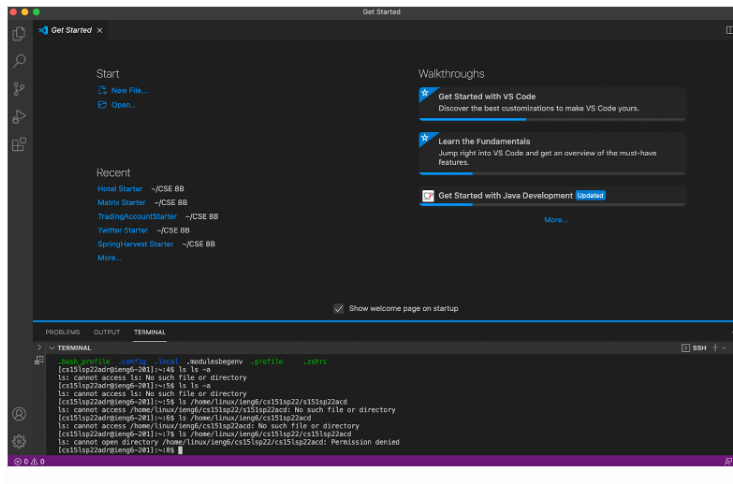 Get Started
Get Started
Start
New File...
Open...
Recent
Hotel Starter ~/CSE 8B
Matrix Starter ~/CSE 8B
TradingAccountStarter ~/CSE 8B
Twitter Starter ~/CSE 8B
SpringHarvest Starter ~/CSE 8B
More...
Walkthroughs
Get Started with VS Code
Discover the best customizations to make VS Code yours.
Learn the Fundamentals
Jump right into VS Code and get an overview of the must-have
features.
Get Started with Java Development Updated
More...
Show welcome page on startup
PROBLEMS OUTPUT TERMINAL
TERMINAL
SSH
.bash_profile .config .local .modulesbegenv .profile .zshrc
[cs15lsp22adr@ieng6-201]:~:4$ ls ls -a
ls: cannot access ls: No such file or directory
[cs15lsp22adr@ieng6-201]:~:5$ ls ls -a
ls: cannot access ls: No such file or directory
[cs15lsp22adr@ieng6-201]:~:5$ ls /home/linux/ieng6/cs151sp22/s151sp22acd
ls: cannot access /home/linux/ieng6/cs151sp22/s151sp22acd: No such file or directory
[cs15lsp22adr@ieng6-201]:~:6$ ls /home/linux/ieng6/cs151sp22acd
ls: cannot access /home/linux/ieng6/cs151sp22acd: No such file or directory
[cs15lsp22adr@ieng6-201]:~:7$ ls /home/linux/ieng6/cs15lsp22/cs15lsp22acd
ls: cannot open directory /home/linux/ieng6/cs15lsp22/cs15lsp22acd: Permission denied
[cs15lsp22adr@ieng6-201]:~:8$
0 0